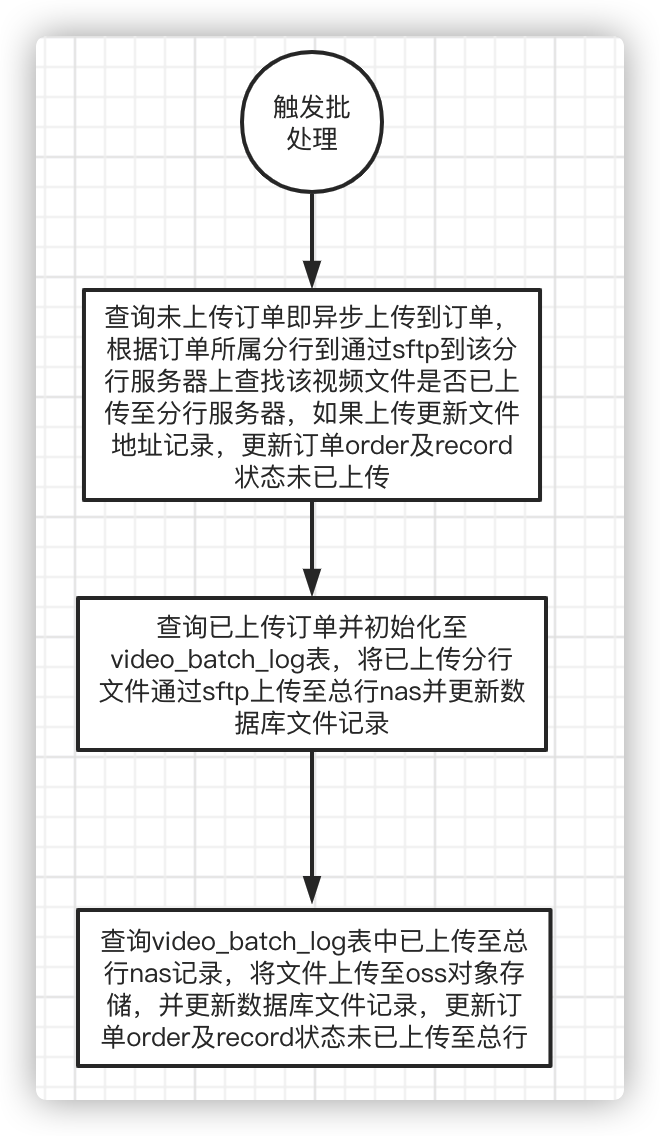 触发批
处理
查询未上传订单即异步上传到订单，
根据订单所属分行到通过sftp到该分
行服务器上查找该视频文件是否已上
传至分行服务器，如果上传更新文件
地址记录，更新订单order及record
状态未已上传
查询已上传订单并初始化至
video_batch_log表，将已上传分行
文件通过sftp上传至总行nas并更新数
据库文件记录
查询video_batch_log表中已上传至总
行nas记录，将文件上传至oss对象存
储，并更新数据库文件记录，更新订
单order及record状态未已上传至总行